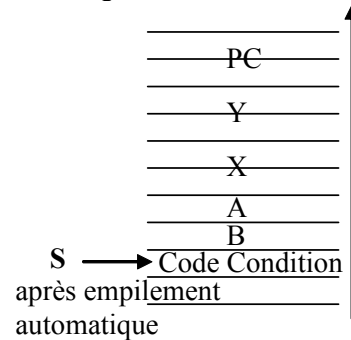 PC
Y
X
A
B
S Code Condition
après empilement
automatique